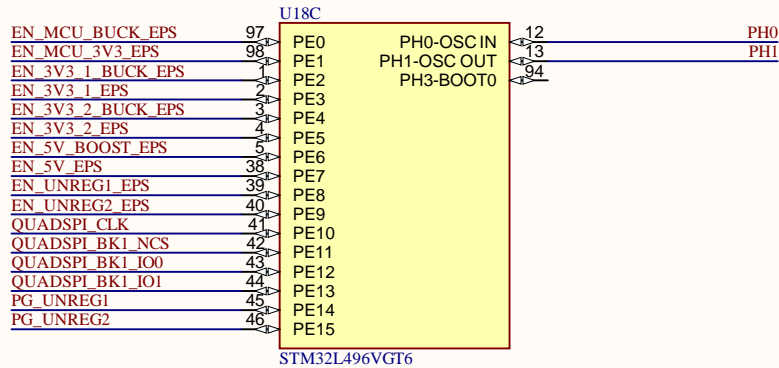 U18C
EN_MCU_BUCK_EPS 97 PE0 PH0-OSC IN 12 PH0
EN_MCU_3V3_EPS 98 PE1 PH1-OSC OUT 13 PH1
EN_3V3_1_BUCK_EPS 1 PE2 PH3-BOOT0 94
EN_3V3_1_EPS 2 PE3
EN_3V3_2_BUCK_EPS 3 PE4
EN_3V3_2_EPS 4 PE5
EN_5V_BOOST_EPS 5 PE6
EN_5V_EPS 38 PE7
EN_UNREG1_EPS 39 PE8
EN_UNREG2_EPS 40 PE9
QUADSPI_CLK 41 PE10
QUADSPI_BK1_NCS 42 PE11
QUADSPI_BK1_IO0 43 PE12
QUADSPI_BK1_IO1 44 PE13
PG_UNREG1 45 PE14
PG_UNREG2 46 PE15
STM32L496VGT6